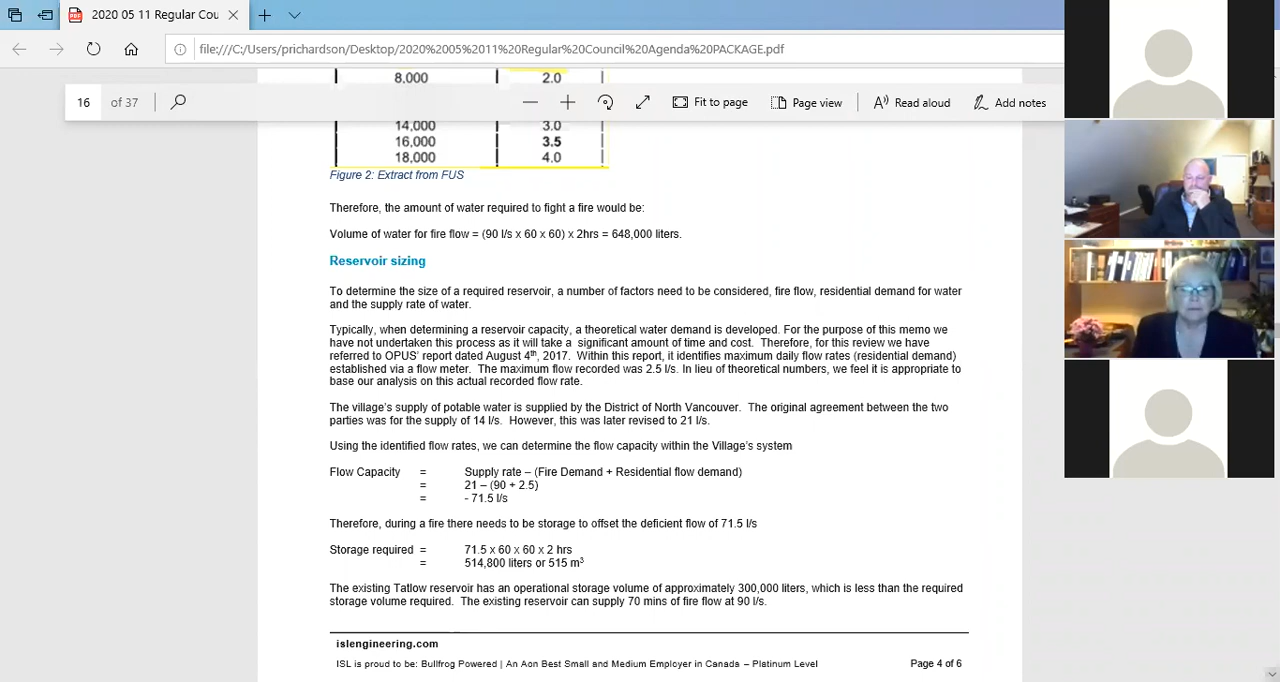 2020 05 11 Regular Cou
file:///C:/Users/prichardson/Desktop/2020%2005%2011%20Regular%20Council%20Agenda%20PACKAGE.pdf
8,000 2.0
16 of 37 Fit to page Page view Read aloud Add notes
14,000 3.0
16,000 3.5
18,000 4.0
Figure 2: Extract from FUS
Therefore, the amount of water required to fight a fire would be:
Volume of water for fire flow = (90 l/s x 60 x 60) x 2hrs = 648,000 liters.
Reservoir sizing
To determine the size of a required reservoir, a number of factors need to be considered, fire flow, residential demand for water
and the supply rate of water.
Typically, when determining a reservoir capacity, a theoretical water demand is developed. For the purpose of this memo we
have not undertaken this process as it will take a significant amount of time and cost. Therefore, for this review we have
referred to OPUS' report dated August 4th, 2017. Within this report, it identifies maximum daily flow rates (residential demand)
established via a flow meter. The maximum flow recorded was 2.5 l/s. In lieu of theoretical numbers, we feel it is appropriate to
base our analysis on this actual recorded flow rate.
The village's supply of potable water is supplied by the District of North Vancouver. The original agreement between the two
parties was for the supply of 14 l/s. However, this was later revised to 21 l/s.
Using the identified flow rates, we can determine the flow capacity within the Village's system
Flow Capacity = Supply rate – (Fire Demand + Residential flow demand)
= 21 – (90 + 2.5)
= - 71.5 l/s
Therefore, during a fire there needs to be storage to offset the deficient flow of 71.5 l/s
Storage required = 71.5 x 60 x 60 x 2 hrs
= 514,800 liters or 515 m³
The existing Tatlow reservoir has an operational storage volume of approximately 300,000 liters, which is less than the required
storage volume required. The existing reservoir can supply 70 mins of fire flow at 90 l/s.
islengineering.com
ISL is proud to be: Bullfrog Powered | An Aon Best Small and Medium Employer in Canada – Platinum Level Page 4 of 6